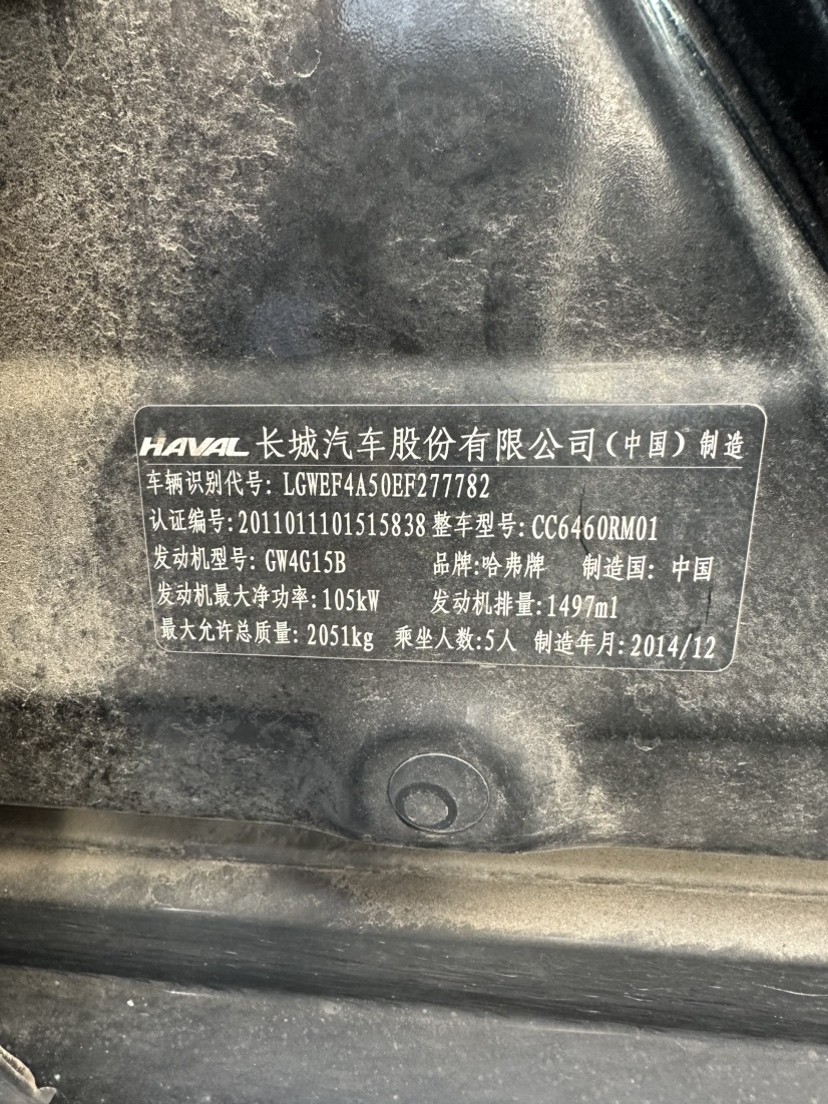 HAVAL 长城汽车股份有限公司（中国）制造
车辆识别代号: LGWEF4A50EF277782
认证编号:2011011101515838 整车型号: CC6460RM01
发动机型号: GW4G15B 品牌:哈弗牌 制造国: 中国
发动机最大净功率:105kW 发动机排量:1497ml
最大允许总质量: 2051kg 乘坐人数:5人 制造年月:2014/12